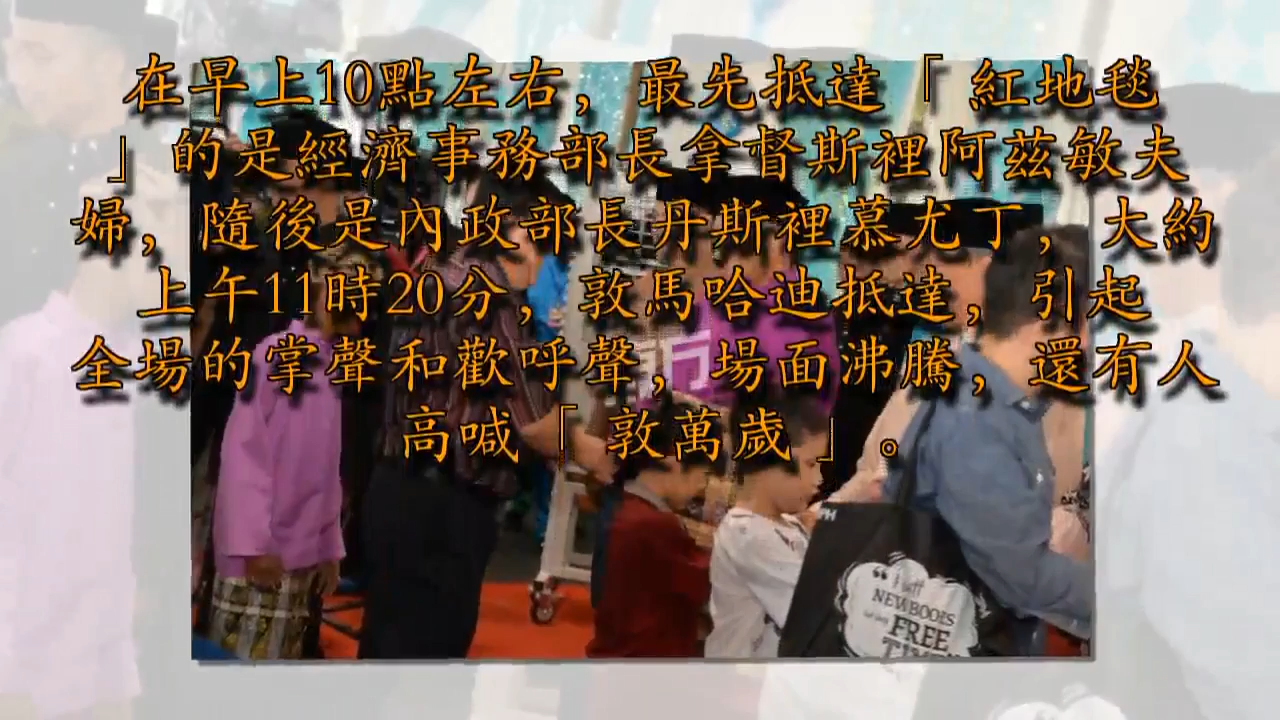 在早上10點左右，最先抵達「 紅地毯
」的是經濟事務部長拿督斯裡阿茲敏夫
婦，隨後是內政部長丹斯裡慕尤丁，大約
上午11時20分，敦馬哈迪抵達，引起
全場的掌聲和歡呼聲，場面沸騰，還有人
高喊「 敦萬歲 」。
PH
NEW BOOKS
FREE